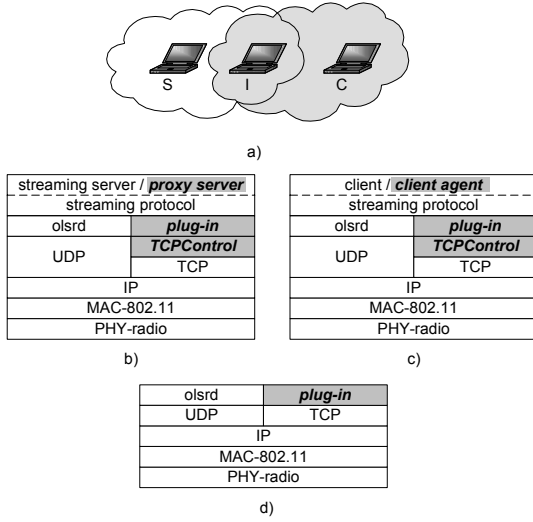 S I C
a)
streaming server / proxy server
streaming protocol
olsrd plug-in
UDP TCPControl
TCP
IP
MAC-802.11
PHY-radio
b)
client / client agent
streaming protocol
olsrd plug-in
UDP TCPControl
TCP
IP
MAC-802.11
PHY-radio
c)
olsrd plug-in
UDP TCP
IP
MAC-802.11
PHY-radio
d)